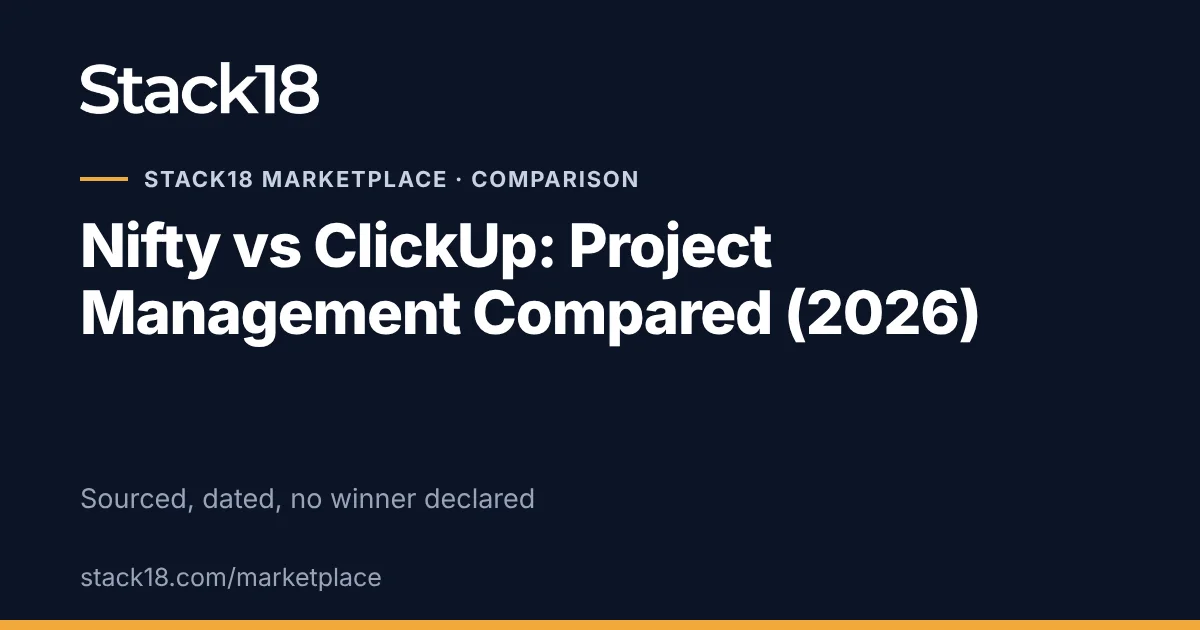 Stack18
STACK18 MARKETPLACE · COMPARISON
Nifty vs ClickUp: Project
Management Compared (2026)
Sourced, dated, no winner declared
stack18.com/marketplace